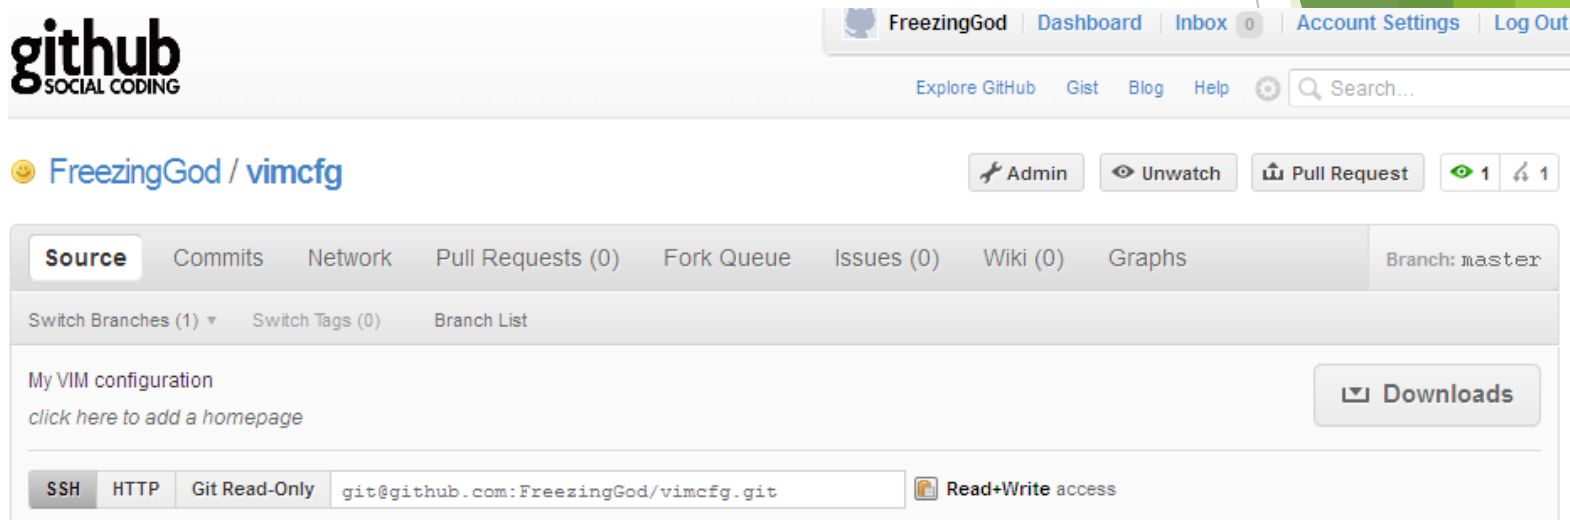 github
SOCIAL CODING
FreezingGod Dashboard Inbox 0 Account Settings Log Out
Explore GitHub Gist Blog Help Search...
FreezingGod / vimcfg
Admin Unwatch Pull Request 1 1
Source Commits Network Pull Requests (0) Fork Queue Issues (0) Wiki (0) Graphs Branch: master
Switch Branches (1) Switch Tags (0) Branch List
My VIM configuration
Downloads
click here to add a homepage
SSH HTTP Git Read-Only git@github.com:FreezingGod/vimcfg.git Read+Write access